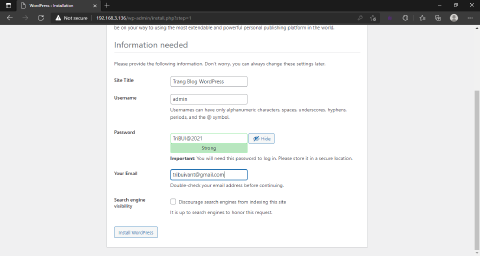 WordPress › Installation
Not secure | 192.168.3.136/wp-admin/install.php?step=1
be on your way to using the most extendable and powerful personal publishing platform in the world.
Information needed
Please provide the following information. Don't worry, you can always change these settings later.
Site Title
Trang Blog WordPress
Username
admin
Usernames can have only alphanumeric characters, spaces, underscores, hyphens,
periods, and the @ symbol.
Password
TriBUI@2021
Hide
Strong
Important: You will need this password to log in. Please store it in a secure location.
Your Email
tribuivant@gmail.com
Double-check your email address before continuing.
Search engine
visibility
Discourage search engines from indexing this site
It is up to search engines to honor this request.
Install WordPress